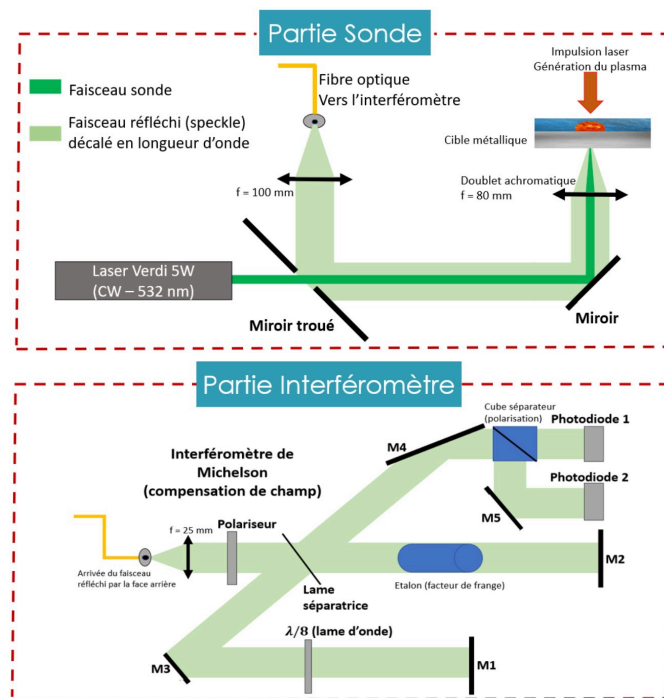 Partie Sonde
Faisceau sonde
Faisceau réfléchi (speckle)
décalé en longueur d'onde
Fibre optique
Vers l'interféromètre
Impulsion laser
Génération du plasma
Cible métallique
f = 100 mm
Doublet achromatique
f = 80 mm
Laser Verdi 5W
(CW – 532 nm)
Miroir troué
Miroir
Partie Interféromètre
Interféromètre de
Michelson
(compensation de champ)
M4
Cube séparateur
(polarisation)
Photodiode 1
Photodiode 2
M5
f = 25 mm
Polariseur
Arrivée du faisceau
réfléchi par la face arrière
Lame
séparatrice
Etalon (facteur de frange)
M2
λ/8 (lame d'onde)
M3
M1